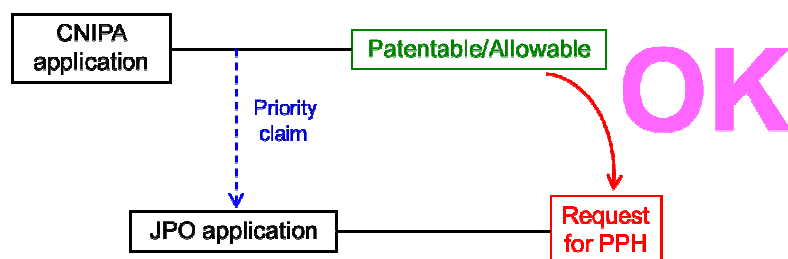 CNIPA
application
Patentable/Allowable
OK
Priority
claim
JPO application
Request
for PPH